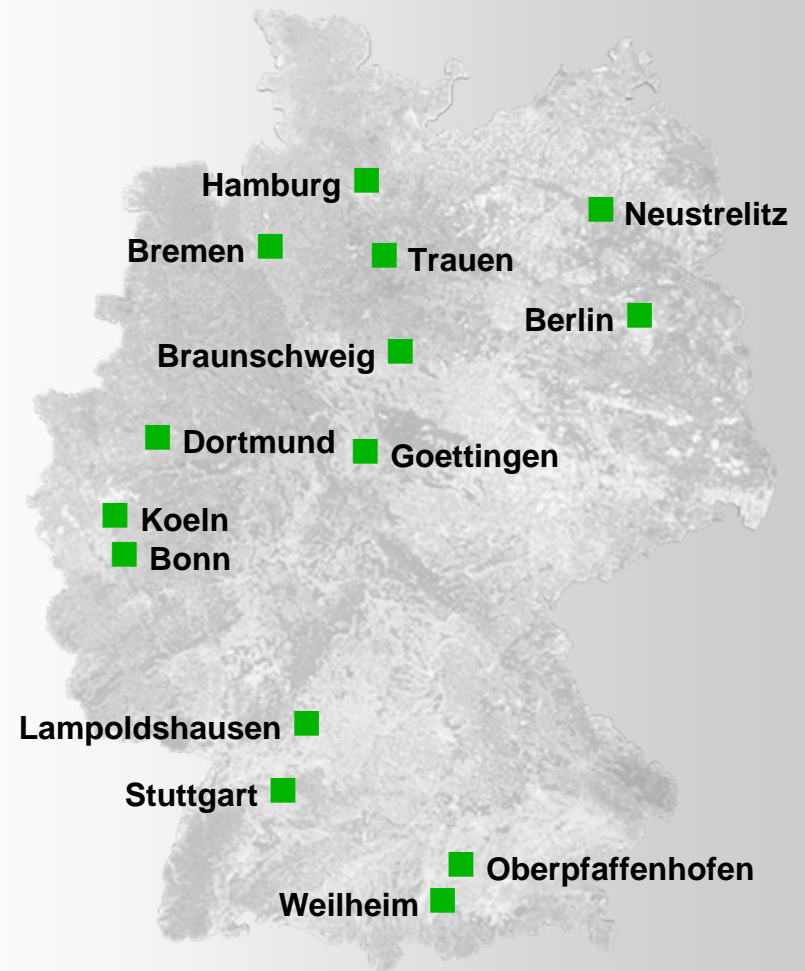 Hamburg
Neustrelitz
Bremen
Trauen
Berlin
Braunschweig
Dortmund
Goettingen
Koeln
Bonn
Lampoldshausen
Stuttgart
Oberpfaffenhofen
Weilheim